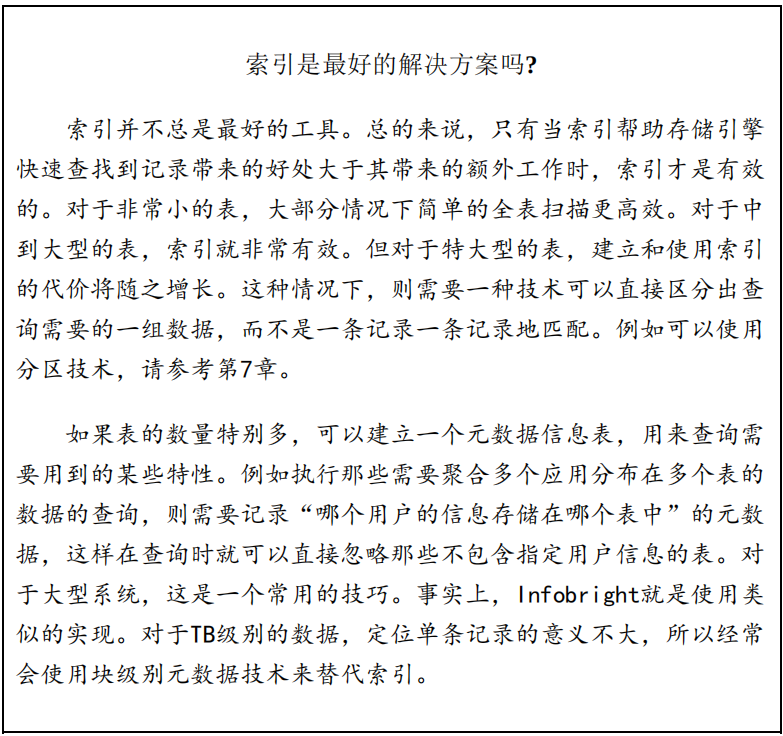 索引是最好的解决方案吗?
索引并不总是最好的工具。总的来说，只有当索引帮助存储引擎
快速查找到记录带来的好处大于其带来的额外工作时，索引才是有效
的。对于非常小的表，大部分情况下简单的全表扫描更高效。对于中
到大型的表，索引就非常有效。但对于特大型的表，建立和使用索引
的代价将随之增长。这种情况下，则需要一种技术可以直接区分出查
询需要的一组数据，而不是一条记录一条记录地匹配。例如可以使用
分区技术，请参考第7章。
如果表的数量特别多，可以建立一个元数据信息表，用来查询需
要用到的某些特性。例如执行那些需要聚合多个应用分布在多个表的
数据的查询，则需要记录“哪个用户的信息存储在哪个表中”的元数
据，这样在查询时就可以直接忽略那些不包含指定用户信息的表。对
于大型系统，这是一个常用的技巧。事实上，Infobright就是使用类
似的实现。对于TB级别的数据，定位单条记录的意义不大，所以经常
会使用块级别元数据技术来替代索引。